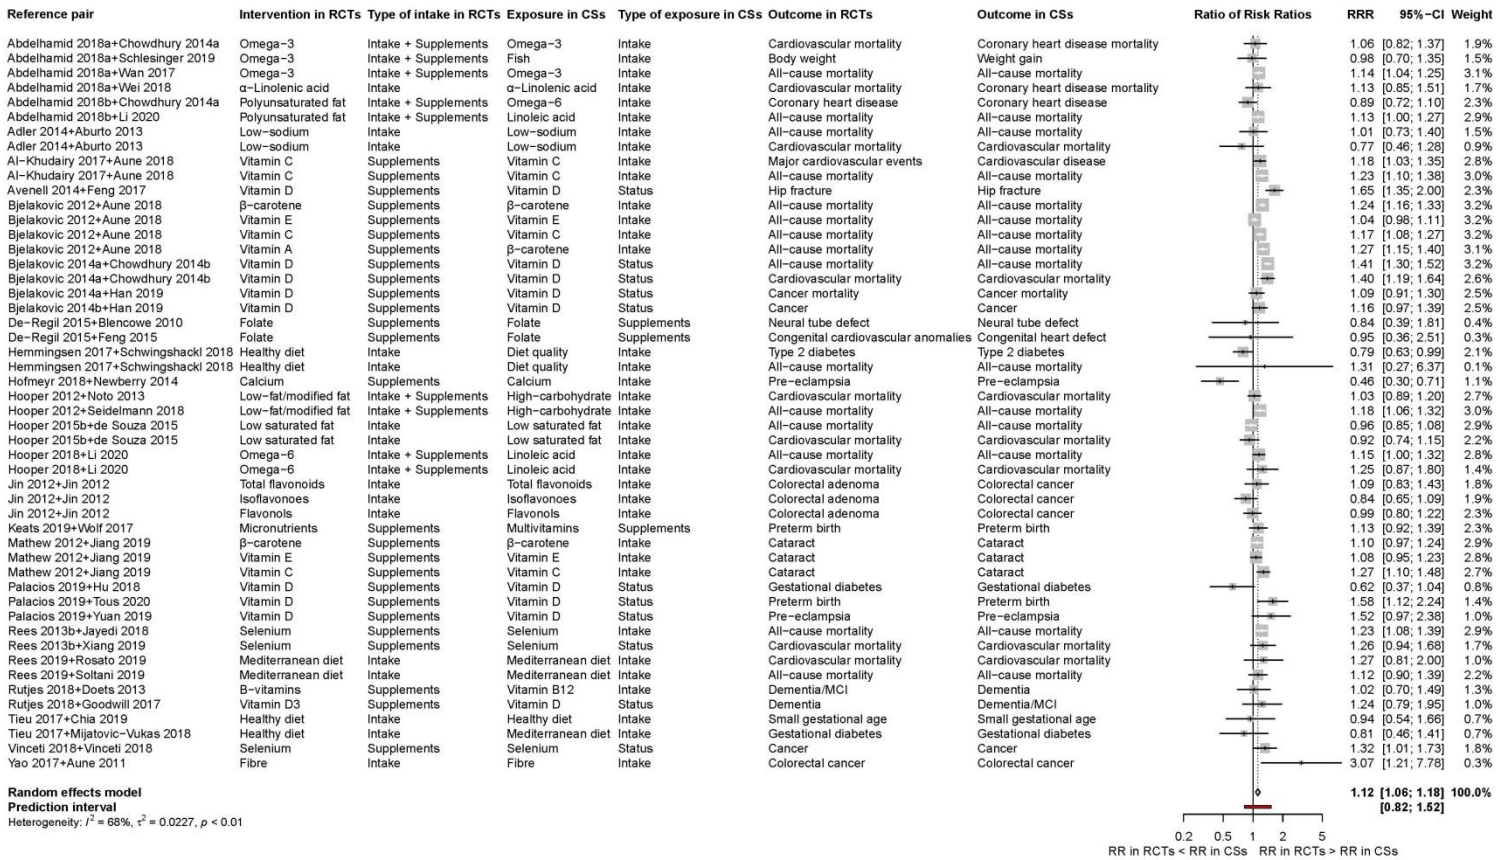 Reference pair Intervention in RCTs Type of intake in RCTs Exposure in CSs Type of exposure in CSs Outcome in RCTs Outcome in CSs Ratio of Risk Ratios RRR 95%−CI Weight
Abdelhamid 2018a+Chowdhury 2014a Omega−3 Intake + Supplements Omega−3 Intake Cardiovascular mortality Coronary heart disease mortality 1.06 [0.82; 1.37] 1.9%
Abdelhamid 2018a+Schlesinger 2019 Omega−3 Intake + Supplements Fish Intake Body weight Weight gain 0.98 [0.70; 1.35] 1.5%
Abdelhamid 2018a+Wan 2017 Omega−3 Intake + Supplements Omega−3 Intake All−cause mortality All−cause mortality 1.14 [1.04; 1.25] 3.1%
Abdelhamid 2018a+Wei 2018 α−Linolenic acid Intake α−Linolenic acid Intake Cardiovascular mortality Coronary heart disease mortality 1.13 [0.85; 1.51] 1.7%
Abdelhamid 2018b+Chowdhury 2014a Polyunsaturated fat Intake + Supplements Omega−6 Intake Coronary heart disease Coronary heart disease 0.89 [0.72; 1.10] 2.3%
Abdelhamid 2018b+Li 2020 Polyunsaturated fat Intake + Supplements Linoleic acid Intake All−cause mortality All−cause mortality 1.13 [1.00; 1.27] 2.9%
Adler 2014+Aburto 2013 Low−sodium Intake Low−sodium Intake All−cause mortality All−cause mortality 1.01 [0.73; 1.40] 1.5%
Adler 2014+Aburto 2013 Low−sodium Intake Low−sodium Intake Cardiovascular mortality Cardiovascular mortality 0.77 [0.46; 1.28] 0.9%
Al−Khudairy 2017+Aune 2018 Vitamin C Supplements Vitamin C Intake Major cardiovascular events Cardiovascular disease 1.18 [1.03; 1.35] 2.8%
Al−Khudairy 2017+Aune 2018 Vitamin C Supplements Vitamin C Intake All−cause mortality All−cause mortality 1.23 [1.10; 1.38] 2.9%
Avenell 2014+Feng 2017 Vitamin D Supplements Vitamin D Status Hip fracture Hip fracture 1.65 [1.35; 2.00] 2.3%
Bjelakovic 2012+Aune 2018 β−carotene Supplements β−carotene Intake All−cause mortality All−cause mortality 1.24 [1.16; 1.33] 3.2%
Bjelakovic 2012+Aune 2018 Vitamin E Supplements Vitamin E Intake All−cause mortality All−cause mortality 1.04 [0.98; 1.11] 3.2%
Bjelakovic 2012+Aune 2018 Vitamin C Supplements Vitamin C Intake All−cause mortality All−cause mortality 1.17 [1.08; 1.27] 3.2%
Bjelakovic 2012+Aune 2018 Vitamin A Supplements β−carotene Intake All−cause mortality All−cause mortality 1.27 [1.15; 1.40] 3.1%
Bjelakovic 2014a+Chowdhury 2014b Vitamin D Supplements Vitamin D Status All−cause mortality All−cause mortality 1.41 [1.30; 1.52] 3.2%
Bjelakovic 2014a+Chowdhury 2014b Vitamin D Supplements Vitamin D Status Cardiovascular mortality Cardiovascular mortality 1.40 [1.19; 1.64] 2.6%
Bjelakovic 2014a+Han 2019 Vitamin D Supplements Vitamin D Status Cancer mortality Cancer mortality 1.09 [0.91; 1.30] 2.5%
Bjelakovic 2014b+Han 2019 Vitamin D Supplements Vitamin D Status Cancer Cancer 1.16 [0.97; 1.39] 2.5%
De−Regil 2015+Blencowe 2010 Folate Supplements Folate Supplements Neural tube defect Neural tube defect 0.84 [0.39; 1.81] 0.4%
De−Regil 2015+Feng 2015 Folate Supplements Folate Supplements Congenital cardiovascular anomalies Congenital heart defect 0.95 [0.36; 2.51] 0.3%
Hemmingsen 2017+Schwingshackl 2018 Healthy diet Intake Diet quality Intake Type 2 diabetes Type 2 diabetes 0.79 [0.63; 0.99] 2.1%
Hemmingsen 2017+Schwingshackl 2018 Healthy diet Intake Diet quality Intake All−cause mortality All−cause mortality 1.31 [0.27; 6.37] 0.1%
Hofmeyr 2018+Newberry 2014 Calcium Supplements Calcium Intake Pre−eclampsia Pre−eclampsia 0.46 [0.30; 0.71] 1.1%
Hooper 2012+Noto 2013 Low−fat/modified fat Intake + Supplements High−carbohydrate Intake Cardiovascular mortality Cardiovascular mortality 1.03 [0.89; 1.20] 2.7%
Hooper 2012+Seidelmann 2018 Low−fat/modified fat Intake + Supplements High−carbohydrate Intake All−cause mortality All−cause mortality 1.18 [1.06; 1.32] 3.0%
Hooper 2015b+de Souza 2015 Low saturated fat Intake Low saturated fat Intake All−cause mortality All−cause mortality 0.96 [0.85; 1.08] 2.9%
Hooper 2015b+de Souza 2015 Low saturated fat Intake Low saturated fat Intake Cardiovascular mortality Cardiovascular mortality 0.92 [0.74; 1.15] 2.2%
Hooper 2018+Li 2020 Omega−6 Intake + Supplements Linoleic acid Intake All−cause mortality All−cause mortality 1.15 [1.00; 1.32] 2.8%
Hooper 2018+Li 2020 Omega−6 Intake + Supplements Linoleic acid Intake Cardiovascular mortality Cardiovascular mortality 1.25 [0.87; 1.80] 1.4%
Jin 2012+Jin 2012 Total flavonoids Intake Total flavonoids Intake Colorectal adenoma Colorectal cancer 1.09 [0.83; 1.43] 1.8%
Jin 2012+Jin 2012 Isoflavonoes Intake Isoflavonoes Intake Colorectal adenoma Colorectal cancer 0.84 [0.65; 1.09] 1.9%
Jin 2012+Jin 2012 Flavonols Intake Flavonols Intake Colorectal adenoma Colorectal cancer 0.99 [0.80; 1.22] 2.3%
Keats 2019+Wolf 2017 Micronutrients Supplements Multivitamins Supplements Preterm birth Preterm birth 1.13 [0.92; 1.39] 2.3%
Mathew 2012+Jiang 2019 β−carotene Supplements β−carotene Intake Cataract Cataract 1.10 [0.97; 1.24] 2.9%
Mathew 2012+Jiang 2019 Vitamin E Supplements Vitamin E Intake Cataract Cataract 1.08 [0.95; 1.23] 2.8%
Mathew 2012+Jiang 2019 Vitamin C Supplements Vitamin C Intake Cataract Cataract 1.27 [1.10; 1.48] 2.7%
Palacios 2019+Hu 2018 Vitamin D Supplements Vitamin D Status Gestational diabetes Gestational diabetes 0.62 [0.37; 1.04] 0.8%
Palacios 2019+Tous 2020 Vitamin D Supplements Vitamin D Status Preterm birth Preterm birth 1.58 [1.12; 2.24] 1.4%
Palacios 2019+Yuan 2019 Vitamin D Supplements Vitamin D Status Pre−eclampsia Pre−eclampsia 1.52 [0.97; 2.38] 1.0%
Rees 2013b+Jayedi 2018 Selenium Supplements Selenium Intake All−cause mortality All−cause mortality 1.23 [1.08; 1.39] 2.9%
Rees 2013b+Xiang 2019 Selenium Supplements Selenium Status Cardiovascular mortality Cardiovascular mortality 1.26 [0.94; 1.68] 1.7%
Rees 2019+Rosato 2019 Mediterranean diet Intake Mediterranean diet Intake Cardiovascular mortality Cardiovascular mortality 1.27 [0.81; 2.00] 1.0%
Rees 2019+Soltani 2019 Mediterranean diet Intake Mediterranean diet Intake All−cause mortality All−cause mortality 1.12 [0.90; 1.39] 2.2%
Rutjes 2018+Doets 2013 B−vitamins Supplements Vitamin B12 Intake Dementia/MCI Dementia 1.02 [0.70; 1.49] 1.3%
Rutjes 2018+Goodwill 2017 Vitamin D3 Supplements Vitamin D Status Dementia Dementia/MCI 1.24 [0.79; 1.95] 1.0%
Tieu 2017+Chia 2019 Healthy diet Intake Healthy diet Intake Small gestational age Small gestational age 0.94 [0.54; 1.66] 0.7%
Tieu 2017+Mijatovic−Vukas 2018 Healthy diet Intake Mediterranean diet Intake Gestational diabetes Gestational diabetes 0.81 [0.46; 1.41] 0.7%
Vinceti 2018+Vinceti 2018 Selenium Supplements Selenium Status Cancer Cancer 1.32 [1.01; 1.73] 1.8%
Yao 2017+Aune 2011 Fibre Intake Fibre Intake Colorectal cancer Colorectal cancer 3.07 [1.21; 7.78] 0.3%
Random effects model 1.12 [1.06; 1.18] 100.0%
Prediction interval [0.82; 1.52]
Heterogeneity: I² = 68%, τ² = 0.0227, p < 0.01
0.2 0.5 1 2 5
RR in RCTs < RR in CSs RR in RCTs > RR in CSs